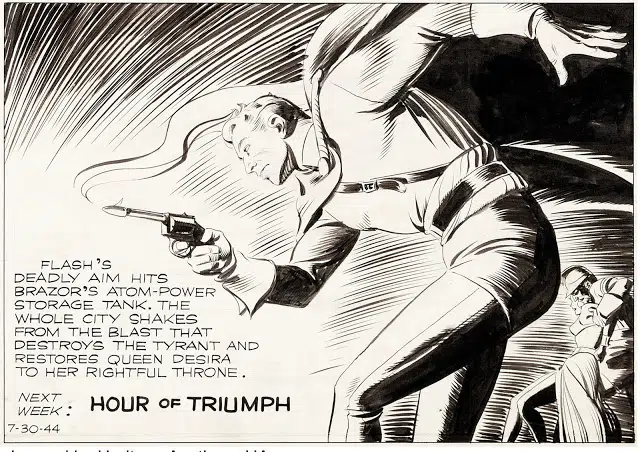 FLASH'S
DEADLY AIM HITS
BRAZOR'S ATOM-POWER
STORAGE TANK. THE
WHOLE CITY SHAKES
FROM THE BLAST THAT
DESTROYS THE TYRANT AND
RESTORES QUEEN DESIRA
TO HER RIGHTFUL THRONE.
NEXT
WEEK: HOUR OF TRIUMPH
7-30-44